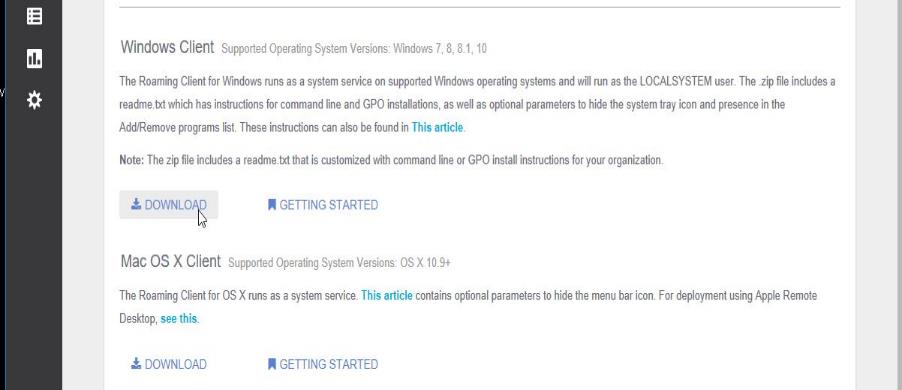 Windows Client Supported Operating System Versions: Windows 7, 8, 8.1, 10
The Roaming Client for Windows runs as a system service on supported Windows operating systems and will run as the LOCALSYSTEM user. The .zip file includes a
readme.txt which has instructions for command line and GPO installations, as well as optional parameters to hide the system tray icon and presence in the
Add/Remove programs list. These instructions can also be found in This article.
Note: The zip file includes a readme.txt that is customized with command line or GPO install instructions for your organization.
DOWNLOAD GETTING STARTED
Mac OS X Client Supported Operating System Versions: OS X 10.9+
The Roaming Client for OS X runs as a system service. This article contains optional parameters to hide the menu bar icon. For deployment using Apple Remote
Desktop, see this.
DOWNLOAD GETTING STARTED